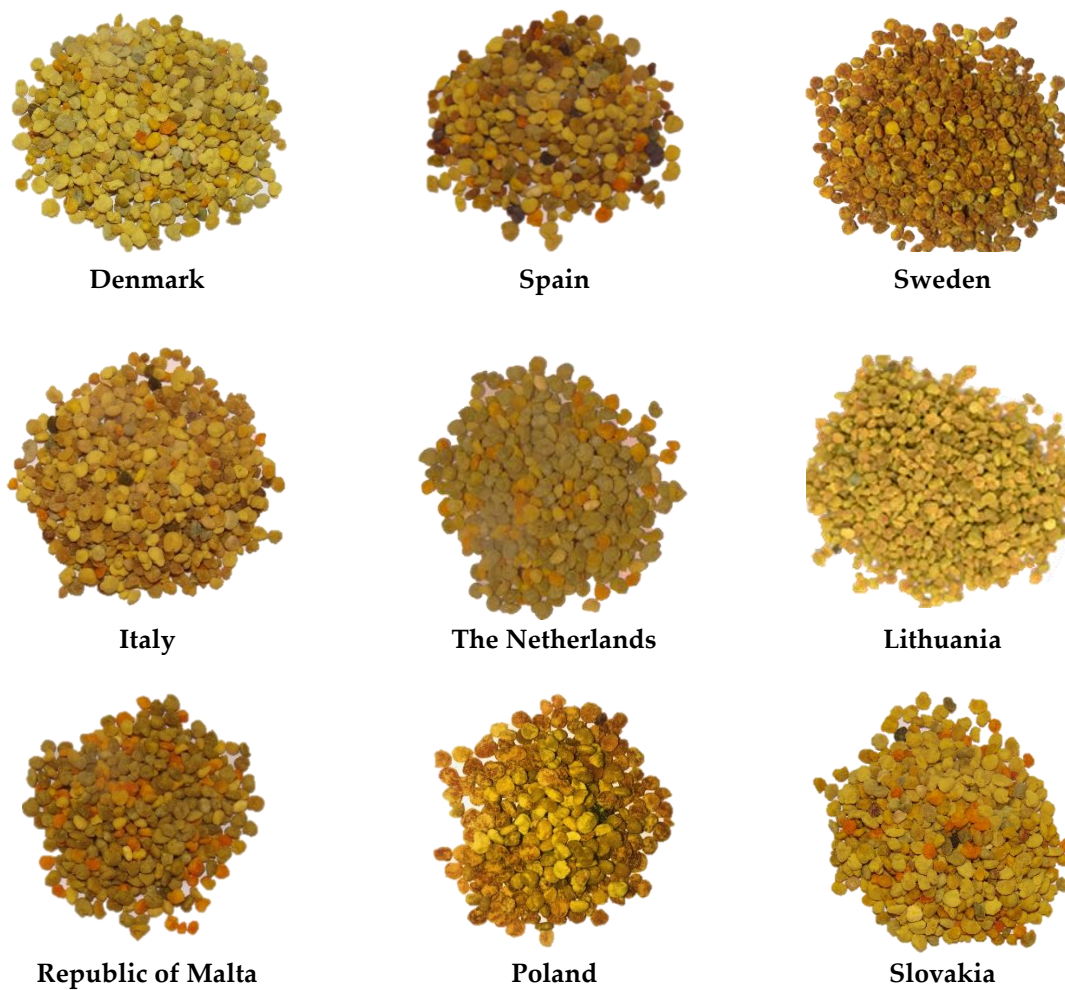 Denmark
Spain
Sweden
Italy
The Netherlands
Lithuania
Republic of Malta
Poland
Slovakia